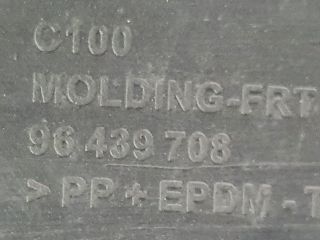 C100
MOLDING-FRT
96 439 708
> PP + EPDM - T